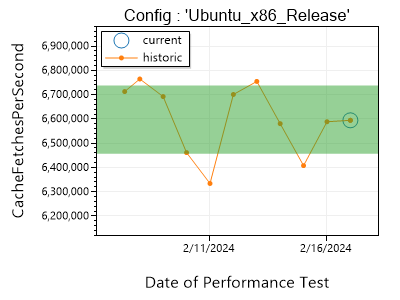 Config : 'Ubuntu_x86_Release'
current
historic
CacheFetchesPerSecond
6,900,000
6,800,000
6,700,000
6,600,000
6,500,000
6,400,000
6,300,000
6,200,000
2/11/2024
2/16/2024
Date of Performance Test